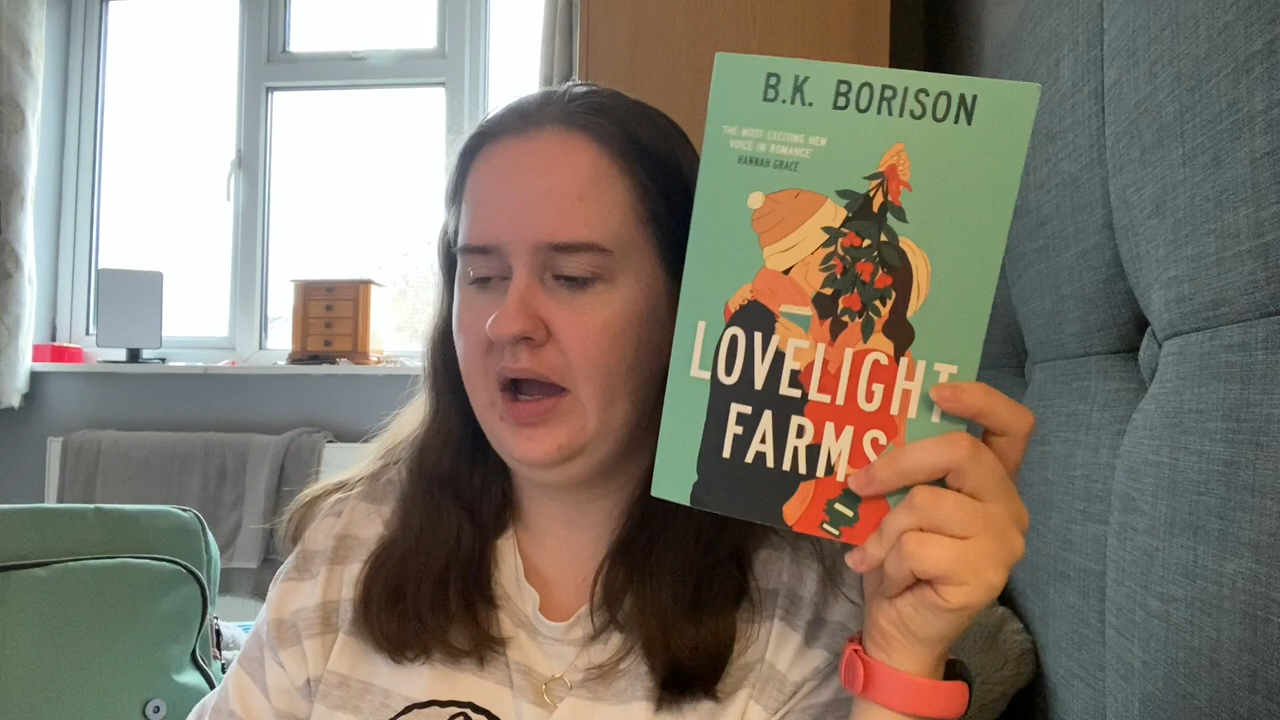 B.K. BORISON
'THE MOST EXCITING NEW
VOICE IN ROMANCE'
HANNAH GRACE
LOVELIGHT
FARMS